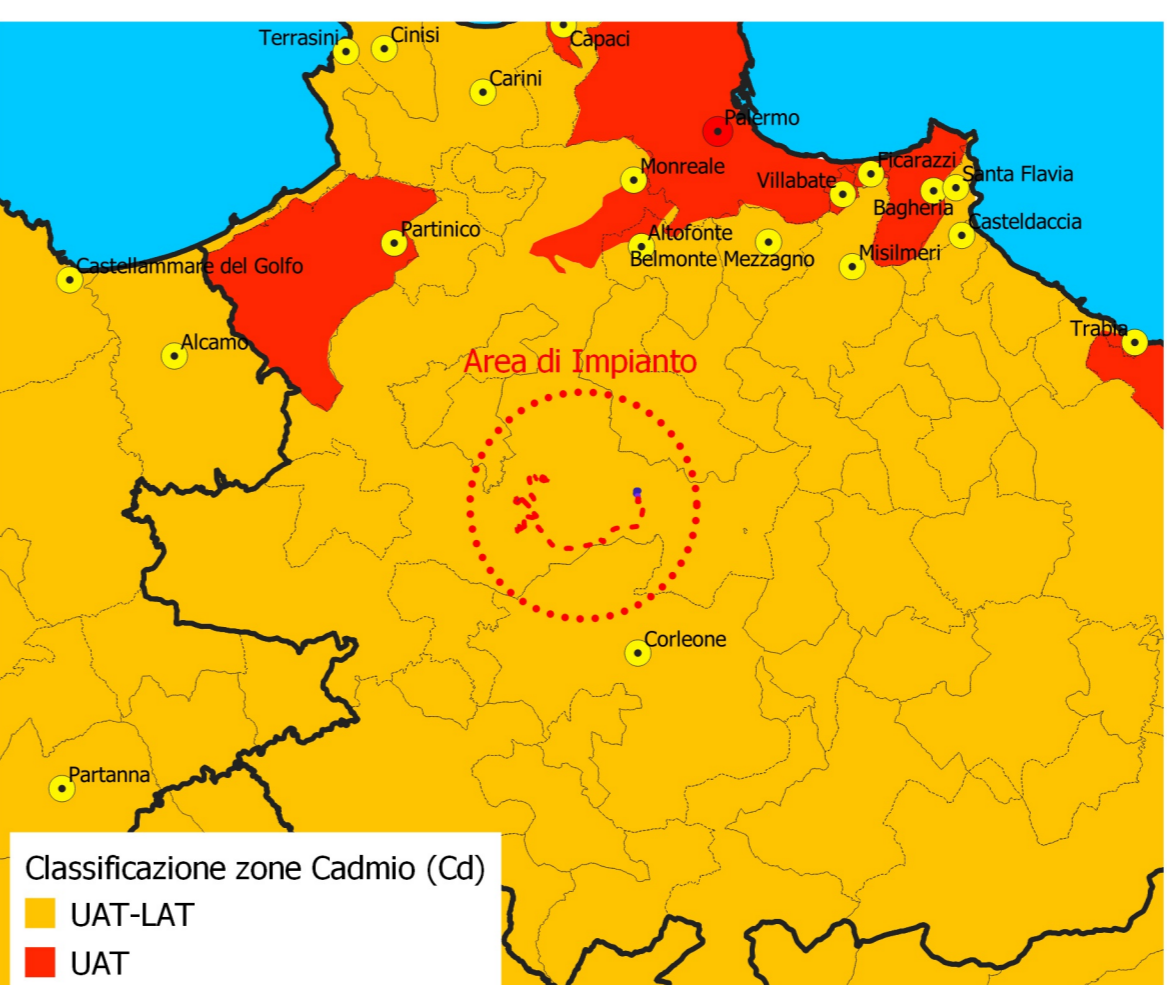 Terrasini
Cinisi
Capaci
Carini
Palermo
Monreale
Ficarazzi
Villabate
Santa Flavia
Bagheria
Partinico
Altofonte
Casteldaccia
Belmonte Mezzagno
Misilmeri
Castellammare del Golfo
Trabia
Alcamo
Area di Impianto
Corleone
Partanna
Classificazione zone Cadmio (Cd)
UAT-LAT
UAT